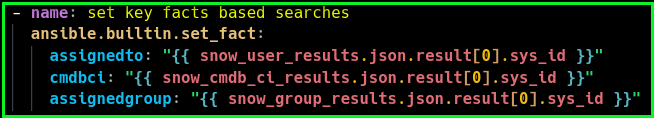 - name: set key facts based searches
ansible.builtin.set_fact:
assignedto: "{{ snow_user_results.json.result[0].sys_id }}"
cmdbci: "{{ snow_cmdb_ci_results.json.result[0].sys_id }}"
assignedgroup: "{{ snow_group_results.json.result[0].sys_id }}"